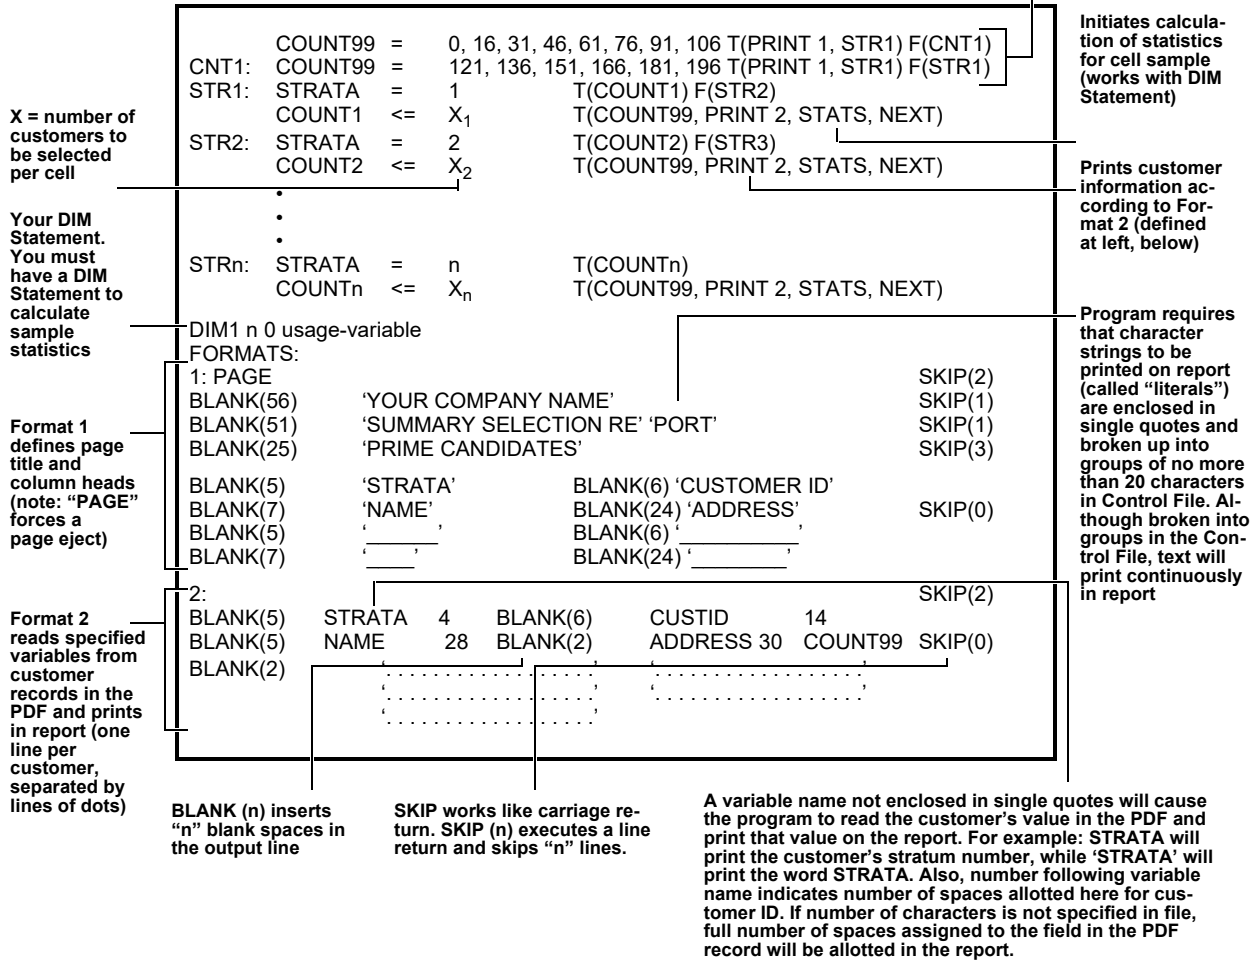 COUNT99 = 0, 16, 31, 46, 61, 76, 91, 106 T(PRINT 1, STR1) F(CNT1)
CNT1: COUNT99 = 121, 136, 151, 166, 181, 196 T(PRINT 1, STR1) F(STR1)
STR1: STRATA = 1 T(COUNT1) F(STR2)
COUNT1 <= X1 T(COUNT99, PRINT 2, STATS, NEXT)
STR2: STRATA = 2 T(COUNT2) F(STR3)
COUNT2 <= X2 T(COUNT99, PRINT 2, STATS, NEXT)
•
•
•
STRn: STRATA = n T(COUNTn)
COUNTn <= Xn T(COUNT99, PRINT 2, STATS, NEXT)
DIM1 n 0 usage-variable
FORMATS:
1: PAGE SKIP(2)
BLANK(56) ‘YOUR COMPANY NAME’ SKIP(1)
BLANK(51) ‘SUMMARY SELECTION RE’ ‘PORT’ SKIP(1)
BLANK(25) ‘PRIME CANDIDATES’ SKIP(3)
BLANK(5) ‘STRATA’ BLANK(6) ‘CUSTOMER ID’
BLANK(7) ‘NAME’ BLANK(24) ‘ADDRESS’ SKIP(0)
BLANK(5) ‘______’ BLANK(6) ‘__________’
BLANK(7) ‘____’ BLANK(24) ‘________’
2: SKIP(2)
BLANK(5) STRATA 4 BLANK(6) CUSTID 14
BLANK(5) NAME 28 BLANK(2) ADDRESS 30 COUNT99 SKIP(0)
BLANK(2) ‘. . . . . . . . . . . . . . . . . . .’ ‘. . . . . . . . . . . . . . . . . . .’
‘. . . . . . . . . . . . . . . . . . .’ ‘. . . . . . . . . . . . . . . . . . .’
‘. . . . . . . . . . . . . . . . . . .’
X = number of
customers to
be selected
per cell
Your DIM
Statement.
You must
have a DIM
Statement to
calculate
sample
statistics
Format 1
defines page
title and
column heads
(note: “PAGE”
forces a
page eject)
Format 2
reads specified
variables from
customer
records in the
PDF and prints
in report (one
line per
customer,
separated by
lines of dots)
Initiates calcula-
tion of statistics
for cell sample
(works with DIM
Statement)
Prints customer
information ac-
cording to For-
mat 2 (defined
at left, below)
Program requires
that character
strings to be
printed on report
(called “literals”)
are enclosed in
single quotes and
broken up into
groups of no more
than 20 characters
in Control File. Al-
though broken into
groups in the Con-
trol File, text will
print continuously
in report
BLANK (n) inserts
“n” blank spaces in
the output line
SKIP works like carriage re-
turn. SKIP (n) executes a line
return and skips “n” lines.
A variable name not enclosed in single quotes will cause
the program to read the customer’s value in the PDF and
print that value on the report. For example: STRATA will
print the customer’s stratum number, while ‘STRATA’ will
print the word STRATA. Also, number following variable
name indicates number of spaces allotted here for cus-
tomer ID. If number of characters is not specified in file,
full number of spaces assigned to the field in the PDF
record will be allotted in the report.